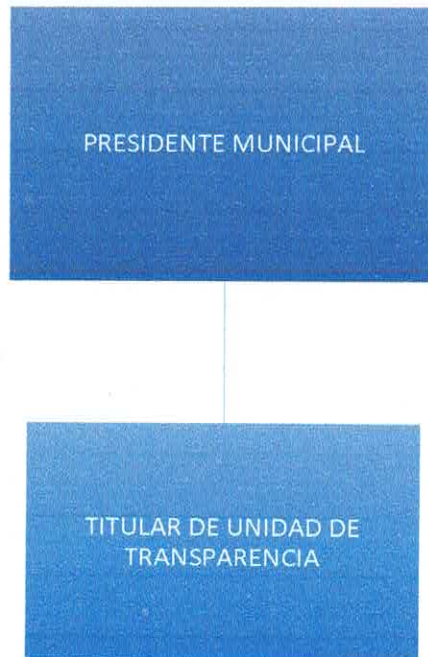 PRESIDENTE MUNICIPAL
TITULAR DE UNIDAD DE
TRANSPARENCIA